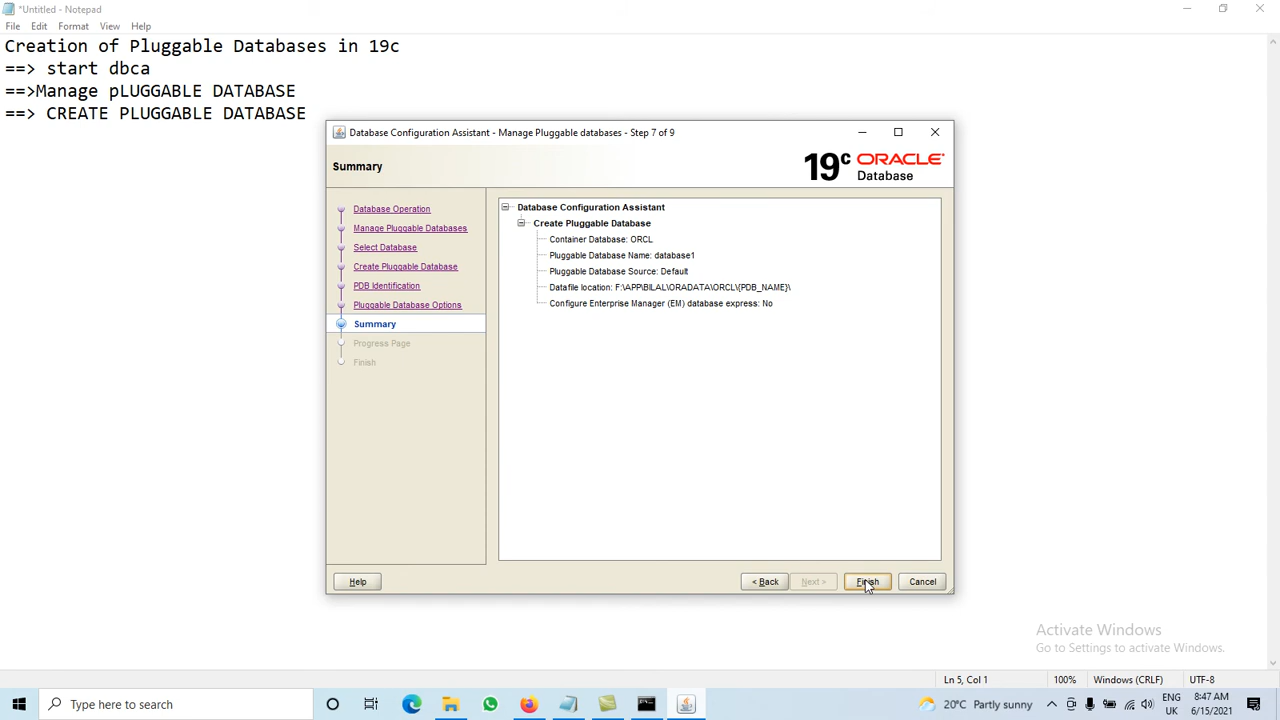 *Untitled - Notepad
File Edit Format View Help
Creation of Pluggable Databases in 19c
==> start dbca
==>Manage pLUGGABLE DATABASE
==> CREATE PLUGGABLE DATABASE
Database Configuration Assistant - Manage Pluggable databases - Step 7 of 9
Summary
19c ORACLE Database
Database Operation
Manage Pluggable Databases
Select Database
Create Pluggable Database
PDB Identification
Pluggable Database Options
Summary
Progress Page
Finish
Database Configuration Assistant
Create Pluggable Database
Container Database: ORCL
Pluggable Database Name: database1
Pluggable Database Source: Default
Datafile location: F:\APP\BILAL\ORADATA\ORCL\{PDB_NAME}\
Configure Enterprise Manager (EM) database express: No
Help
< Back Next > Finish Cancel
Activate Windows
Go to Settings to activate Windows.
Ln 5, Col 1 100% Windows (CRLF) UTF-8
Type here to search
20°C Partly sunny
ENG
UK
8:47 AM
6/15/2021